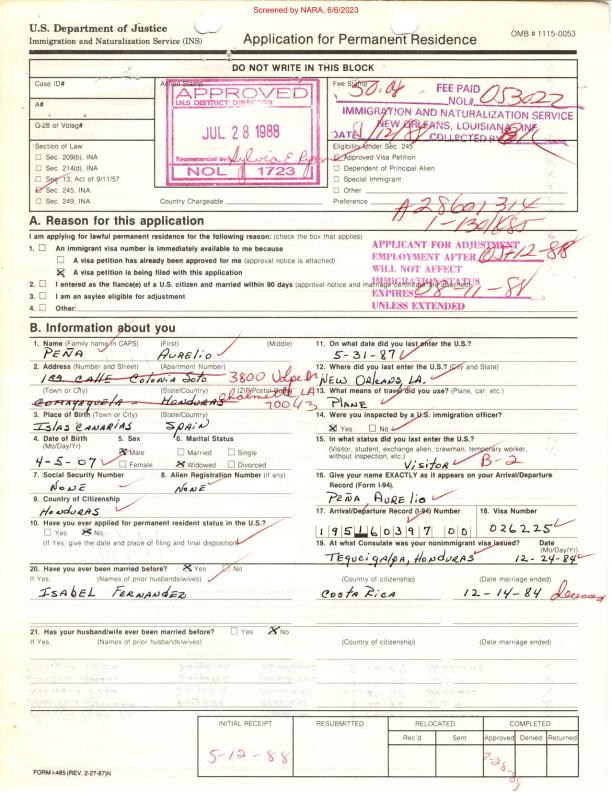 Screened by NARA, 6/6/2023
U.S. Department of Justice
Immigration and Naturalization Service (INS)
Application for Permanent Residence
OMB # 1115-0053
DO NOT WRITE IN THIS BLOCK
Case ID#
Action Stamp
Fee Stamp
A#
G-28 or Volag#
APPROVED
INS DISTRICT DIRECTOR
JUL 28 1988
Recommended by
NOL 1723
FEE PAID
NOL# 053022
IMMIGRATION AND NATURALIZATION SERVICE
NEW ORLEANS, LOUISIANA
DATE 5/12/88 COLLECTED BY
Section of Law
☐ Sec. 209(b), INA
☐ Sec. 214(d), INA
☐ Sec. 13, Act of 9/11/57
☑ Sec. 245, INA
☐ Sec. 249, INA
Country Chargeable
Eligibility Under Sec. 245
☑ Approved Visa Petition
☐ Dependent of Principal Alien
☐ Special Immigrant
☐ Other
Preference
A28601314
A. Reason for this application
I am applying for lawful permanent residence for the following reason: (check the box that applies)
1. ☐ An immigrant visa number is immediately available to me because
☐ A visa petition has already been approved for me (approval notice is attached)
☒ A visa petition is being filed with this application
2. ☐ I entered as the fiance(e) of a U.S. citizen and married within 90 days (approval notice and marriage certificate are attached)
3. ☐ I am an asylee eligible for adjustment
4. ☐ Other:
APPLICANT FOR ADJUSTMENT
EMPLOYMENT AFTER 05-12-88
WILL NOT AFFECT
IMMIGRATION STATUS
EXPIRES 08-11-88
UNLESS EXTENDED
B. Information about you
1. Name (Family name in CAPS) (First) (Middle)
PEÑA AURELIO
2. Address (Number and Street) (Apartment Number)
1ra CALLE COLONIA SOTO 3800 Volpe Dr
(Town or City) (State/Country) (ZIP/Postal Code)
COMAYAGUELA - HONDURAS Chalmette, LA
70043
3. Place of Birth (Town or City) (State/Country)
ISLAS CANARIAS SPAIN
4. Date of Birth (Mo/Day/Yr)
4-5-07
5. Sex
☒ Male
☐ Female
6. Marital Status
☐ Married ☐ Single
☒ Widowed ☐ Divorced
7. Social Security Number
NONE
8. Alien Registration Number (if any)
NONE
9. Country of Citizenship
HONDURAS
10. Have you ever applied for permanent resident status in the U.S.?
☐ Yes ☒ No
(If Yes, give the date and place of filing and final disposition)
11. On what date did you last enter the U.S.?
5-31-87
12. Where did you last enter the U.S.? (City and State)
NEW ORLEANS, LA.
13. What means of travel did you use? (Plane, car, etc.)
PLANE
14. Were you inspected by a U.S. immigration officer?
☒ Yes ☐ No
15. In what status did you last enter the U.S.?
(Visitor, student, exchange alien, crewman, temporary worker, without inspection, etc.)
VISITOR B-2
16. Give your name EXACTLY as it appears on your Arrival/Departure Record (Form I-94).
PEÑA AURELIO
17. Arrival/Departure Record (I-94) Number
195160397 00
18. Visa Number
026225
19. At what Consulate was your nonimmigrant visa issued? Date (Mo/Day/Yr)
TEGUCIGALPA, HONDURAS 12-24-84
20. Have you ever been married before? ☒ Yes ☐ No
If Yes, (Names of prior husbands/wives) (Country of citizenship) (Date marriage ended)
ISABEL FERNANDEZ COSTA RICA 12-14-84 deceased
21. Has your husband/wife ever been married before? ☐ Yes ☒ No
If Yes, (Names of prior husbands/wives) (Country of citizenship) (Date marriage ended)
INITIAL RECEIPT
RESUBMITTED
RELOCATED
COMPLETED
Rec'd
Sent
Approved
Denied
Returned
5-12-88
FORM I-485 (REV. 2-27-87)N